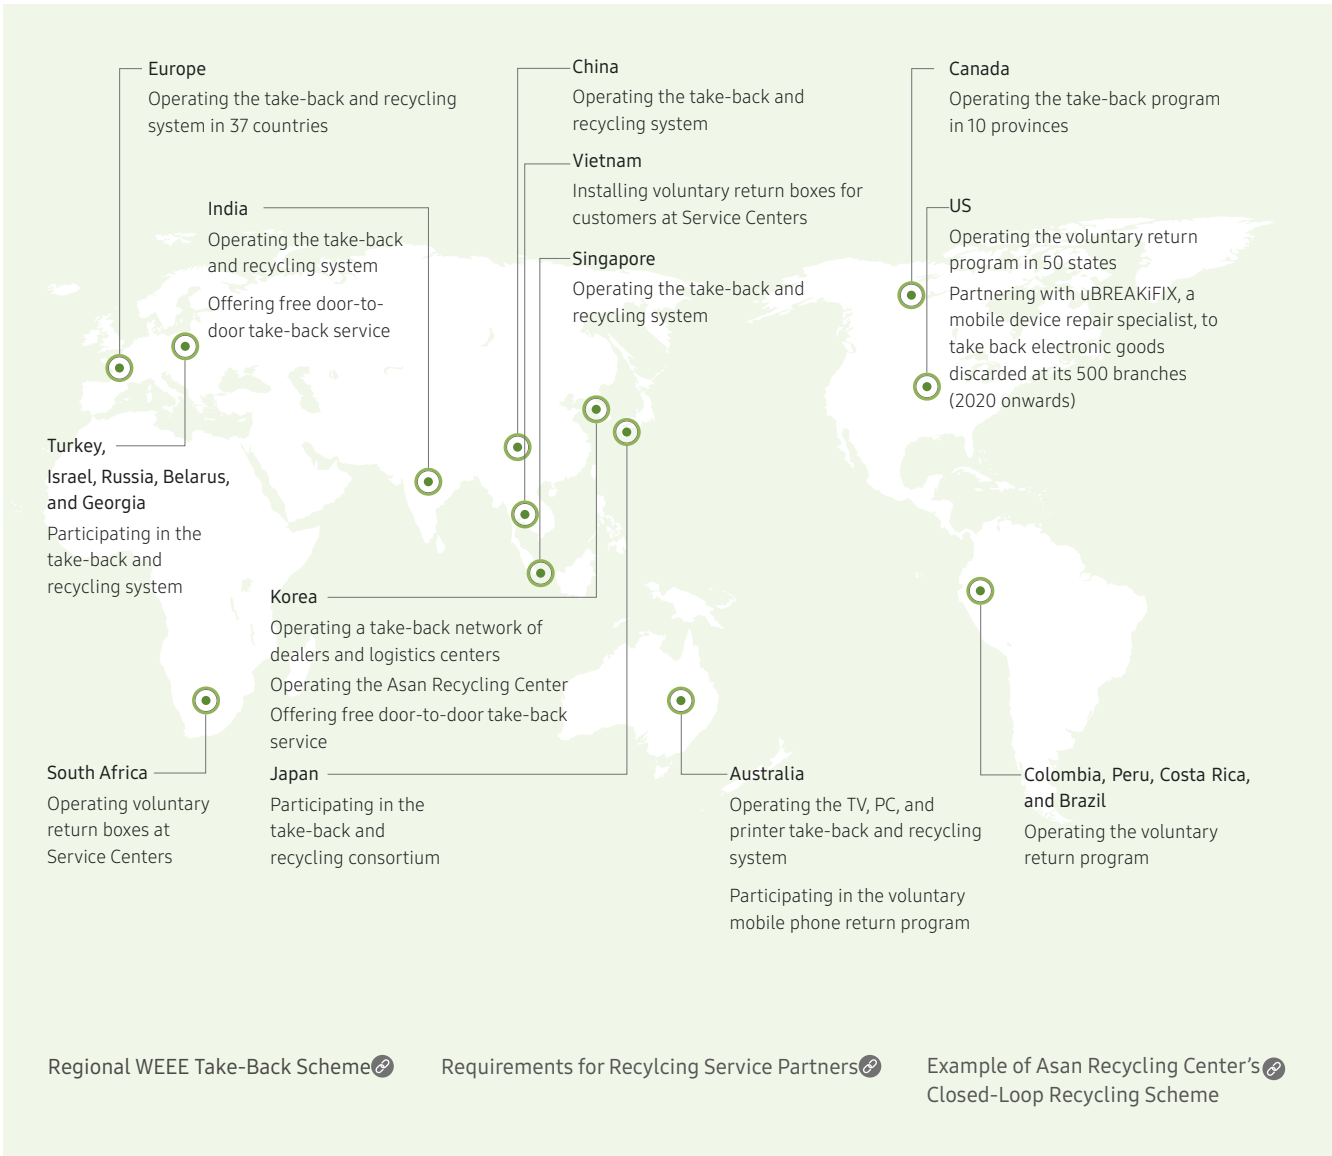 Europe
Operating the take-back and recycling
system in 37 countries
India
Operating the take-back
and recycling system
Offering free door-to-
door take-back service
Turkey,
Israel, Russia, Belarus,
and Georgia
Participating in the
take-back and
recycling system
South Africa
Operating voluntary
return boxes at
Service Centers
China
Operating the take-back and
recycling system
Vietnam
Installing voluntary return boxes for
customers at Service Centers
Singapore
Operating the take-back and
recycling system
Korea
Operating a take-back network of
dealers and logistics centers
Operating the Asan Recycling Center
Offering free door-to-door take-back
service
Japan
Participating in the
take-back and
recycling consortium
Canada
Operating the take-back program
in 10 provinces
US
Operating the voluntary return
program in 50 states
Partnering with uBREAKiFIX, a
mobile device repair specialist, to
take back electronic goods
discarded at its 500 branches
(2020 onwards)
Australia
Operating the TV, PC, and
printer take-back and recycling
system
Participating in the voluntary
mobile phone return program
Colombia, Peru, Costa Rica,
and Brazil
Operating the voluntary
return program
Regional WEEE Take-Back Scheme
Requirements for Recylcing Service Partners
Example of Asan Recycling Center's
Closed-Loop Recycling Scheme